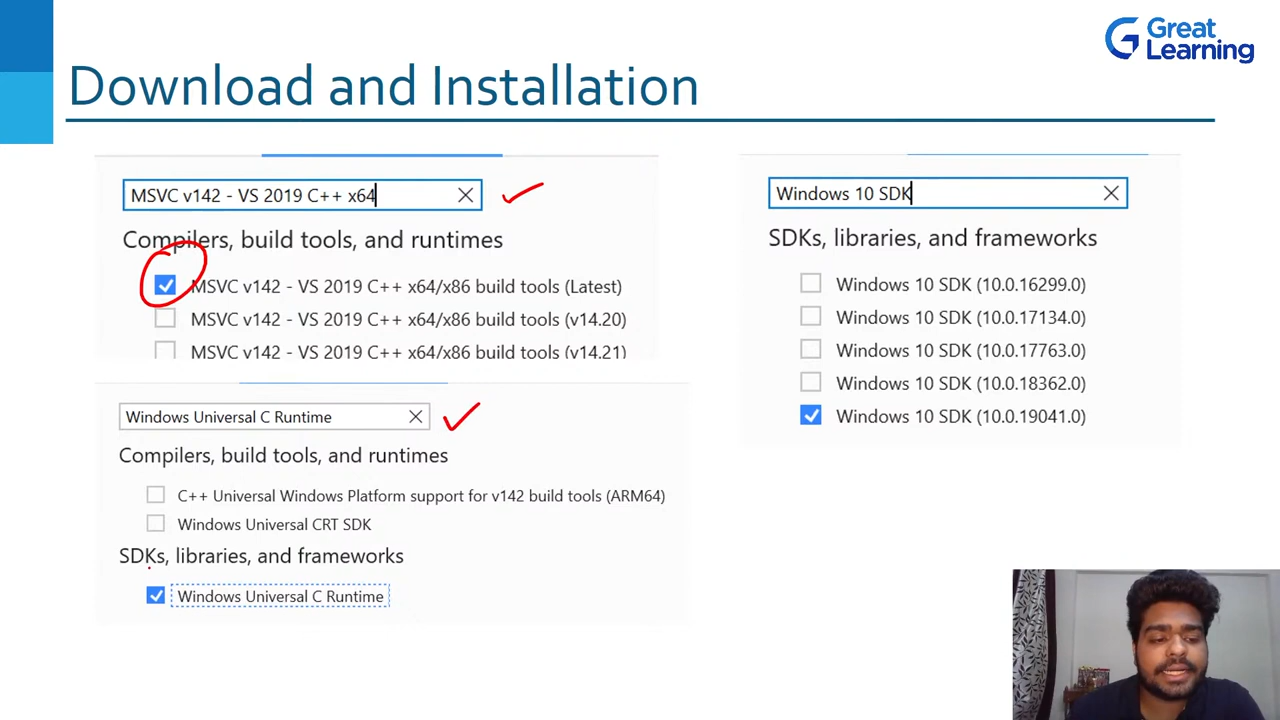 Great
Learning
Download and Installation
MSVC v142 - VS 2019 C++ x64
Compilers, build tools, and runtimes
MSVC v142 - VS 2019 C++ x64/x86 build tools (Latest)
MSVC v142 - VS 2019 C++ x64/x86 build tools (v14.20)
MSVC v142 - VS 2019 C++ x64/x86 build tools (v14.21)
Windows Universal C Runtime
Compilers, build tools, and runtimes
C++ Universal Windows Platform support for v142 build tools (ARM64)
Windows Universal CRT SDK
SDKs, libraries, and frameworks
Windows Universal C Runtime
Windows 10 SDK
SDKs, libraries, and frameworks
Windows 10 SDK (10.0.16299.0)
Windows 10 SDK (10.0.17134.0)
Windows 10 SDK (10.0.17763.0)
Windows 10 SDK (10.0.18362.0)
Windows 10 SDK (10.0.19041.0)